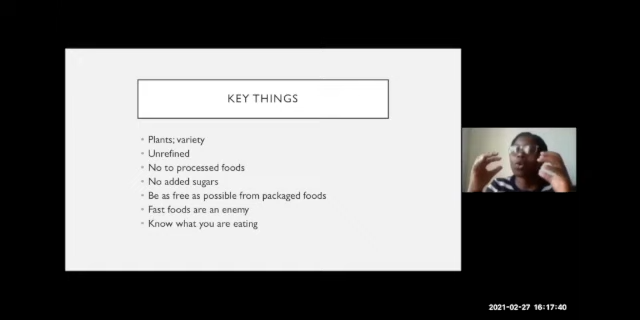 KEY THINGS
• Plants; variety
• Unrefined
• No to processed foods
• No added sugars
• Be as free as possible from packaged foods
• Fast foods are an enemy
• Know what you are eating
2021-02-27 16:17:40